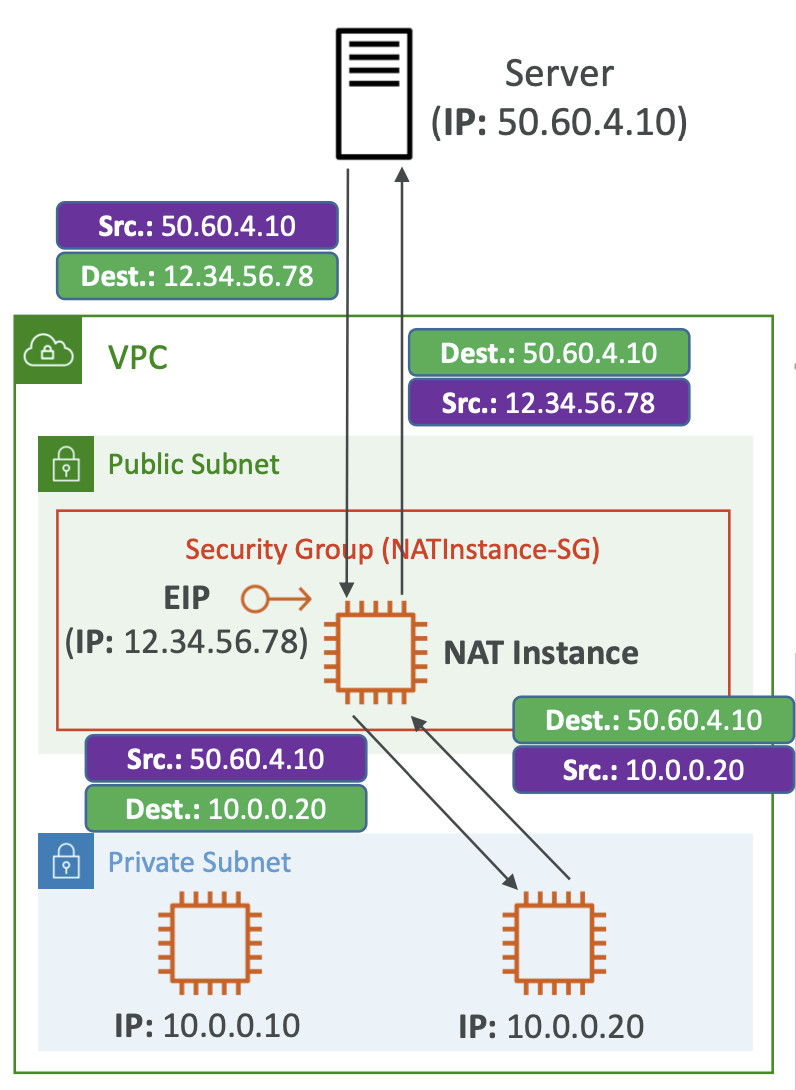 Server
(IP: 50.60.4.10)
Src.: 50.60.4.10
Dest.: 12.34.56.78
VPC
Dest.: 50.60.4.10
Src.: 12.34.56.78
Public Subnet
Security Group (NATInstance-SG)
EIP
(IP: 12.34.56.78)
NAT Instance
Dest.: 50.60.4.10
Src.: 10.0.0.20
Src.: 50.60.4.10
Dest.: 10.0.0.20
Private Subnet
IP: 10.0.0.10
IP: 10.0.0.20